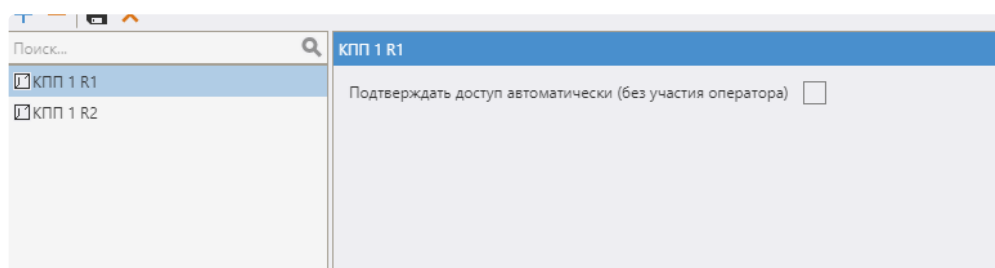 Поиск...
КПП 1 R1
КПП 1 R1
Подтверждать доступ автоматически (без участия оператора)
КПП 1 R2